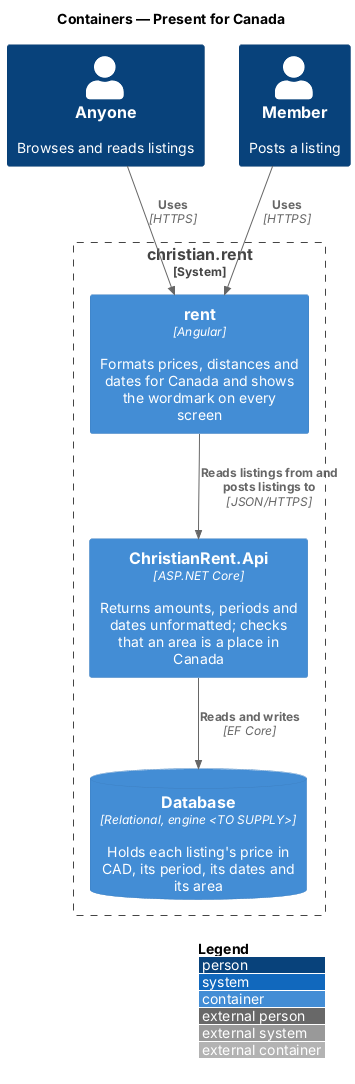 Containers — Present for Canada
Anyone
Browses and reads listings
Member
Posts a listing
Uses
[HTTPS]
Uses
[HTTPS]
christian.rent
[System]
rent
[Angular]
Formats prices, distances and
dates for Canada and shows
the wordmark on every
screen
Reads listings from and
posts listings to
[JSON/HTTPS]
ChristianRent.Api
[ASP.NET Core]
Returns amounts, periods and
dates unformatted; checks
that an area is a place in
Canada
Reads and writes
[EF Core]
Database
[Relational, engine <TO SUPPLY>]
Holds each listing's price in
CAD, its period, its dates and
its area
Legend
person
system
container
external person
external system
external container